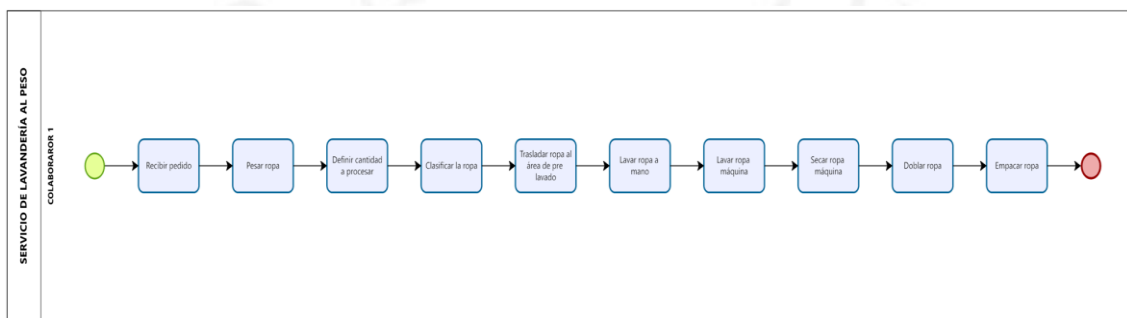 SERVICIO DE LAVANDERÍA AL PESO
COLABORAROR 1
Recibir pedido
Pesar ropa
Definir cantidad
a procesar
Clasificar la ropa
Trasladar ropa al
área de pre
lavado
Lavar ropa a
mano
Lavar ropa
máquina
Secar ropa
máquina
Doblar ropa
Empacar ropa